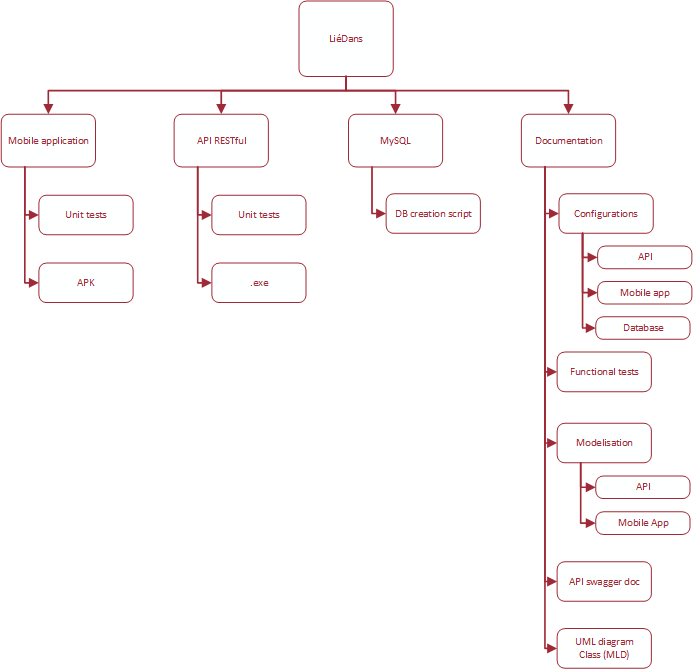 LiéDans
Mobile application
API RESTful
MySQL
Documentation
Unit tests
APK
Unit tests
.exe
DB creation script
Configurations
API
Mobile app
Database
Functional tests
Modelisation
API
Mobile App
API swagger doc
UML diagram
Class (MLD)